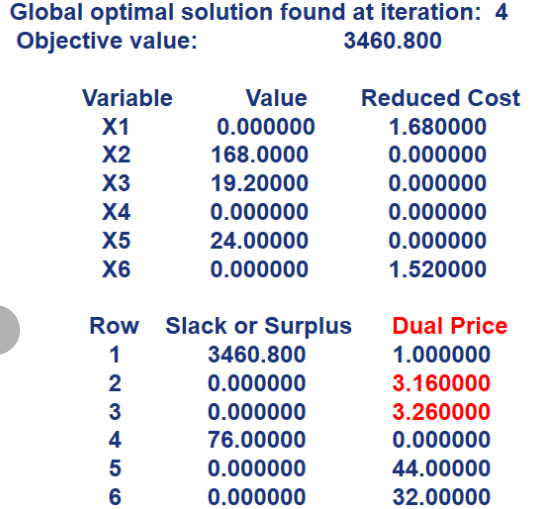 Global optimal solution found at iteration: 4
Objective value: 3460.800
Variable Value Reduced Cost
X1 0.000000 1.680000
X2 168.0000 0.000000
X3 19.20000 0.000000
X4 0.000000 0.000000
X5 24.00000 0.000000
X6 0.000000 1.520000
Row Slack or Surplus Dual Price
1 3460.800 1.000000
2 0.000000 3.160000
3 0.000000 3.260000
4 76.00000 0.000000
5 0.000000 44.00000
6 0.000000 32.00000